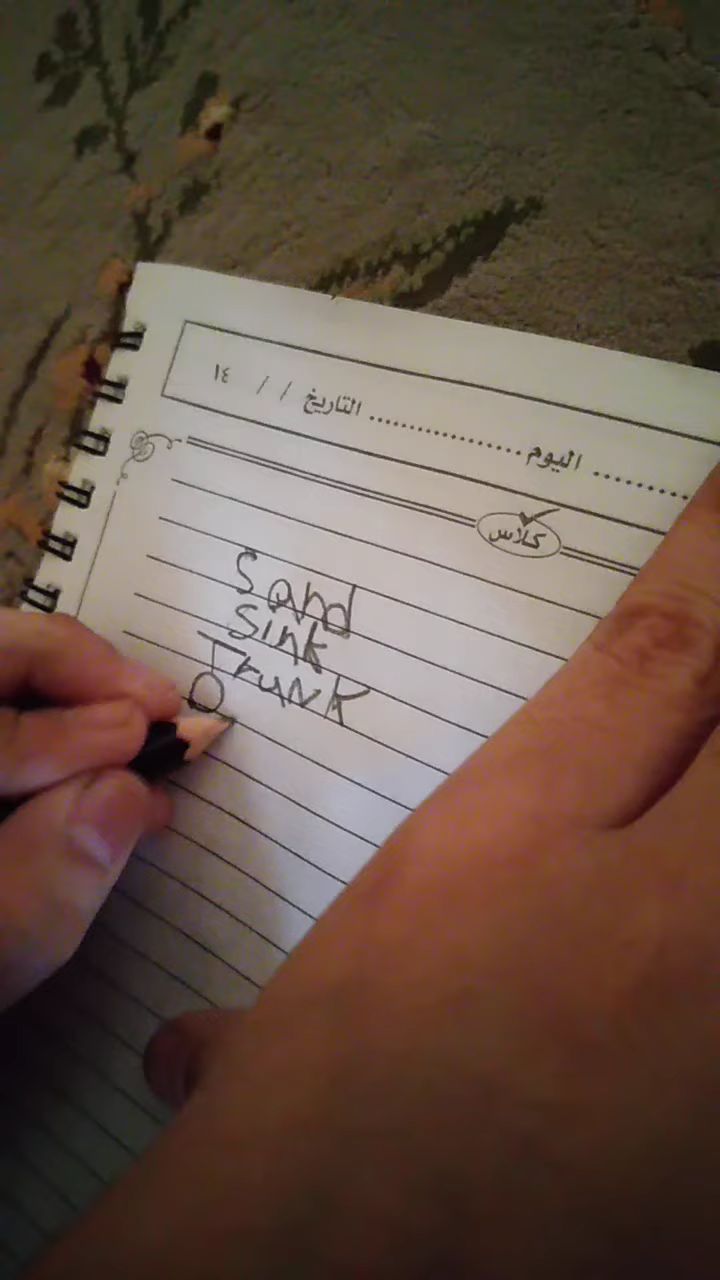 اليوم ............... التاريخ / / ١٤
كلاس
Sand
Sink
Trunk
O